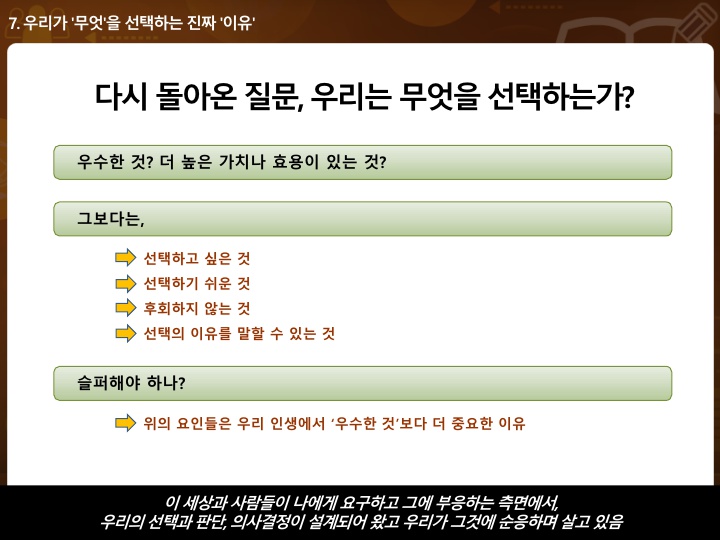 7. 우리가 '무엇'을 선택하는 진짜 '이유'
다시 돌아온 질문, 우리는 무엇을 선택하는가?
우수한 것? 더 높은 가치나 효용이 있는 것?
그보다는,
선택하고 싶은 것
선택하기 쉬운 것
후회하지 않는 것
선택의 이유를 말할 수 있는 것
슬퍼해야 하나?
위의 요인들은 우리 인생에서 ‘우수한 것’보다 더 중요한 이유
이 세상과 사람들이 나에게 요구하고 그에 부응하는 측면에서,
우리의 선택과 판단, 의사결정이 설계되어 왔고 우리가 그것에 순응하며 살고 있음